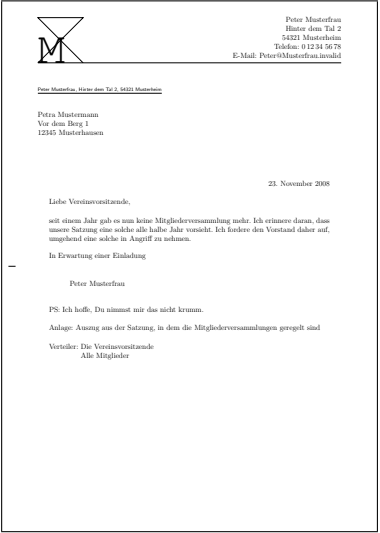 M
Peter Musterfrau
Hinter dem Tal 2
54321 Musterheim
Telefon: 0 12 34 56 78
E-Mail: Peter@Musterfrau.invalid
Peter Musterfrau, Hinter dem Tal 2, 54321 Musterheim
Petra Mustermann
Vor dem Berg 1
12345 Musterhausen
23. November 2008
Liebe Vereinsvorsitzende,
seit einem Jahr gab es nun keine Mitgliederversammlung mehr. Ich erinnere daran, dass
unsere Satzung eine solche alle halbe Jahr vorsieht. Ich fordere den Vorstand daher auf,
umgehend eine solche in Angriff zu nehmen.
In Erwartung einer Einladung
Peter Musterfrau
PS: Ich hoffe, Du nimmst mir das nicht krumm.
Anlage: Auszug aus der Satzung, in dem die Mitgliederversammlungen geregelt sind
Verteiler: Die Vereinsvorsitzende
Alle Mitglieder